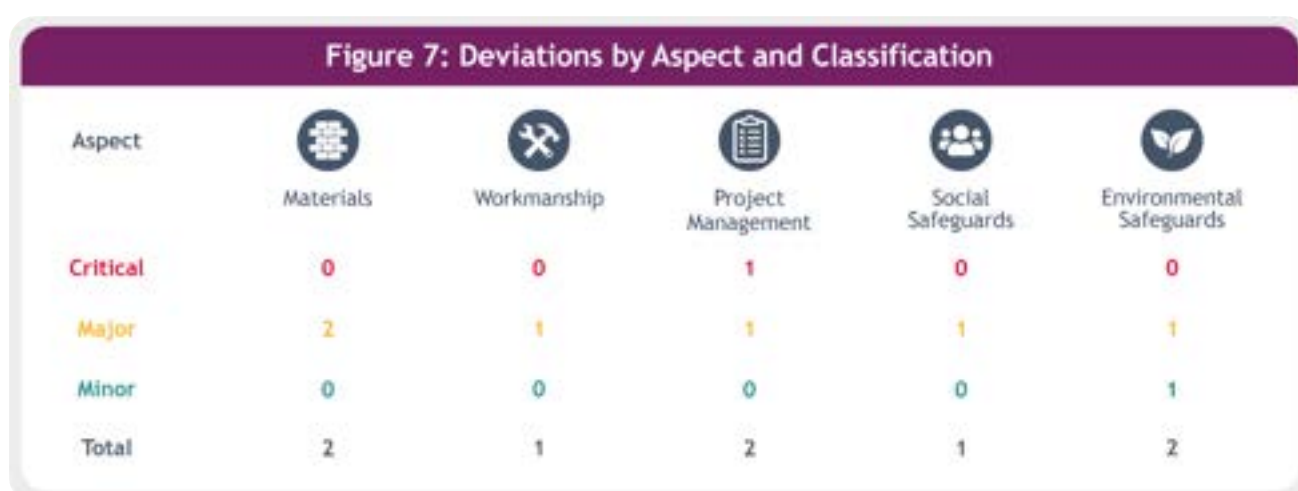 Figure 7: Deviations by Aspect and Classification
Aspect
Materials Workmanship Project Management Social Safeguards Environmental Safeguards
Critical 0 0 1 0 0
Major 2 1 1 1 1
Minor 0 0 0 0 1
Total 2 1 2 1 2